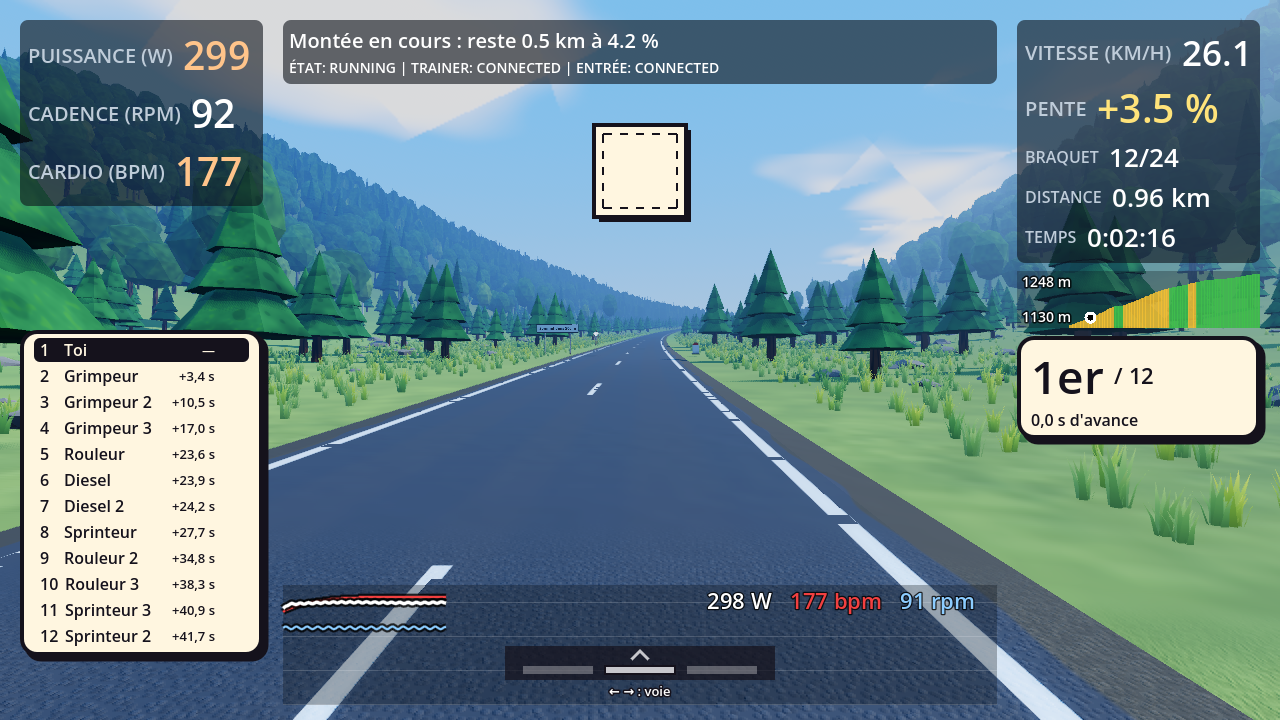 PUISSANCE (W) 299
CADENCE (RPM) 92
CARDIO (BPM) 177
Montée en cours : reste 0.5 km à 4.2 %
ÉTAT: RUNNING | TRAINER: CONNECTED | ENTRÉE: CONNECTED
VITESSE (KM/H) 26.1
PENTE +3.5 %
BRAQUET 12/24
DISTANCE 0.96 km
TEMPS 0:02:16
1248 m
1130 m
1er / 12
0,0 s d'avance
1 Toi —
2 Grimpeur +3,4 s
3 Grimpeur 2 +10,5 s
4 Grimpeur 3 +17,0 s
5 Rouleur +23,6 s
6 Diesel +23,9 s
7 Diesel 2 +24,2 s
8 Sprinteur +27,7 s
9 Rouleur 2 +34,8 s
10 Rouleur 3 +38,3 s
11 Sprinteur 3 +40,9 s
12 Sprinteur 2 +41,7 s
298 W 177 bpm 91 rpm
← → : voie